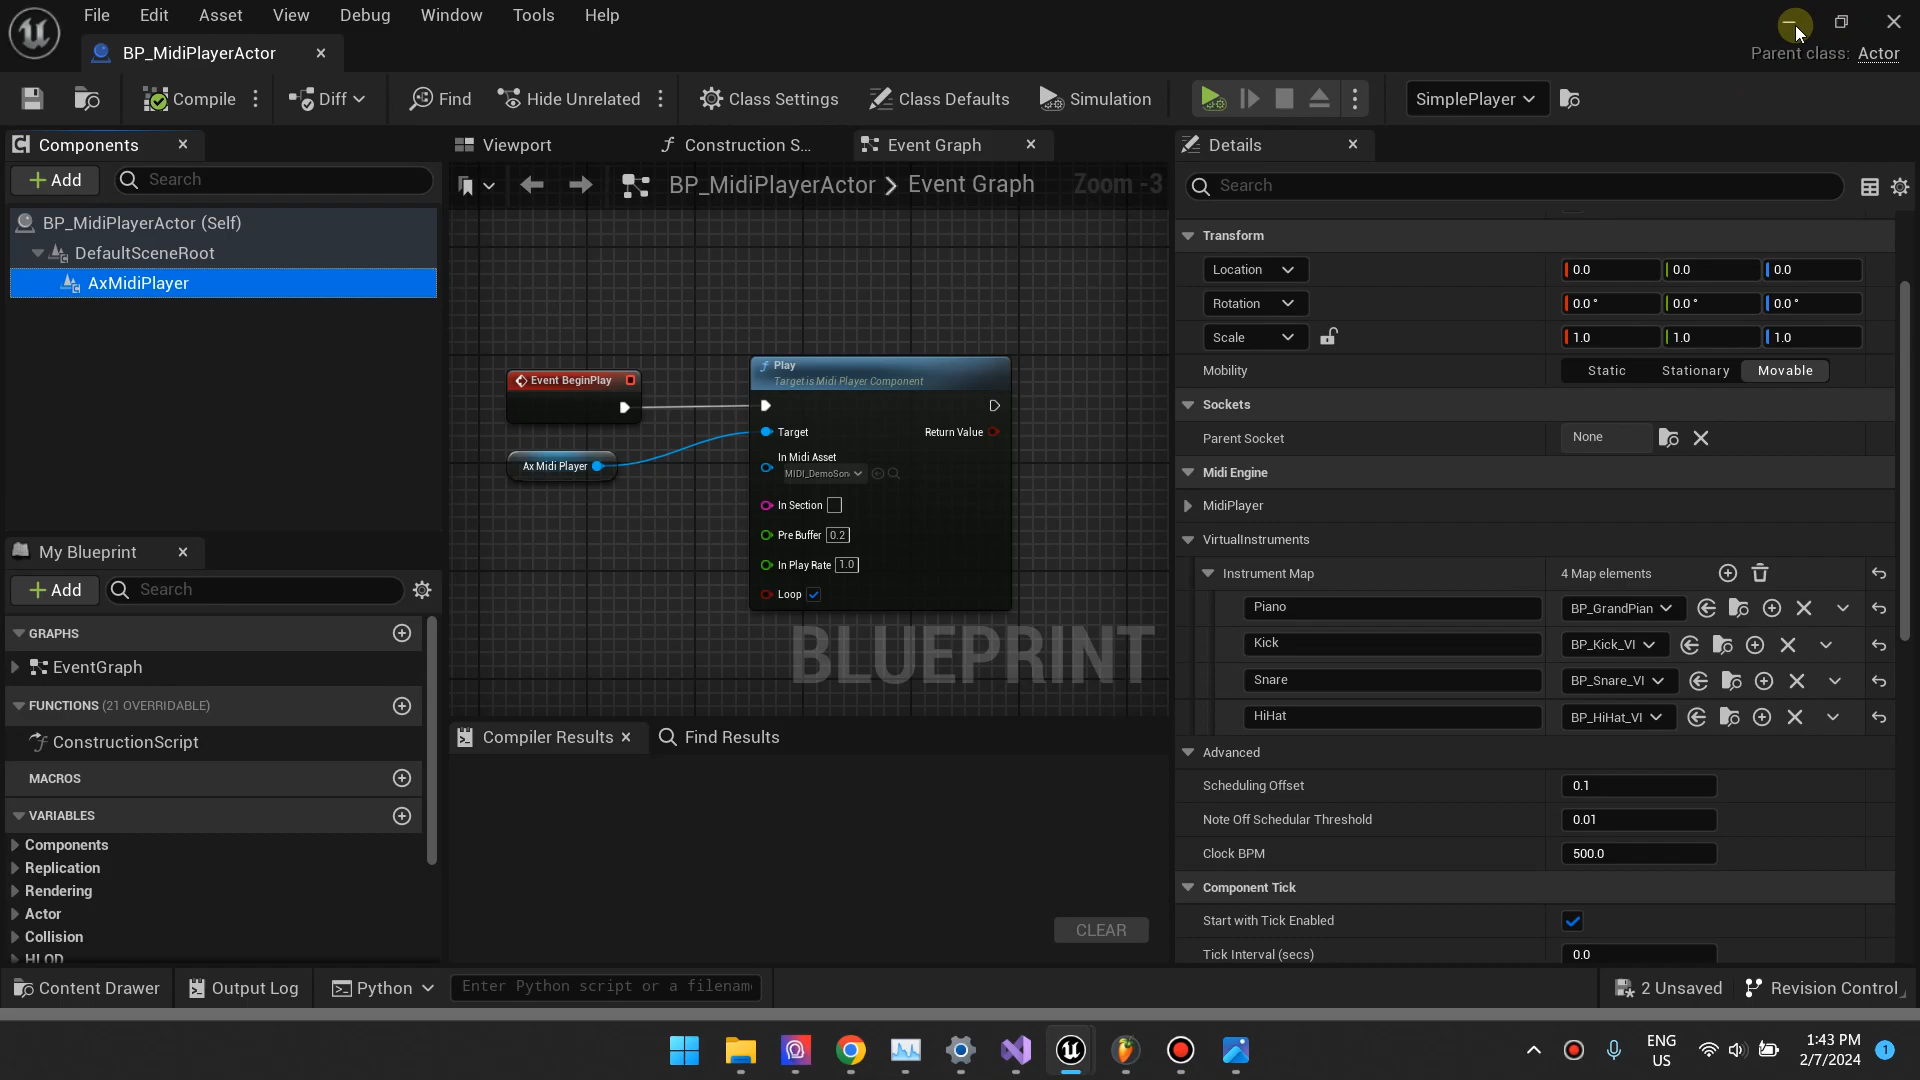 File Edit Asset View Debug Window Tools Help
BP_MidiPlayerActor
Parent class: Actor
Compile Diff Find Hide Unrelated Class Settings Class Defaults Simulation SimplePlayer
Components
Add Search
BP_MidiPlayerActor (Self)
DefaultSceneRoot
AxMidiPlayer
My Blueprint
Add Search
GRAPHS
EventGraph
FUNCTIONS (21 OVERRIDABLE)
ConstructionScript
MACROS
VARIABLES
Components
Replication
Rendering
Actor
Collision
HLOD
Viewport Construction S... Event Graph
BP_MidiPlayerActor > Event Graph Zoom -3
Event BeginPlay
Ax Midi Player
Play
Target is Midi Player Component
Target Return Value
In Midi Asset
MIDI_DemoSon
In Section
Pre Buffer 0.2
In Play Rate 1.0
Loop
BLUEPRINT
Compiler Results Find Results
CLEAR
Details
Search
Transform
Location 0.0 0.0 0.0
Rotation 0.0° 0.0° 0.0°
Scale 1.0 1.0 1.0
Mobility Static Stationary Movable
Sockets
Parent Socket None
Midi Engine
MidiPlayer
VirtualInstruments
Instrument Map 4 Map elements
Piano BP_GrandPian
Kick BP_Kick_VI
Snare BP_Snare_VI
HiHat BP_HiHat_VI
Advanced
Scheduling Offset 0.1
Note Off Schedular Threshold 0.01
Clock BPM 500.0
Component Tick
Start with Tick Enabled
Tick Interval (secs) 0.0
Content Drawer Output Log Python Enter Python script or a filenam 2 Unsaved Revision Control
ENG
US
1:43 PM
2/7/2024
1